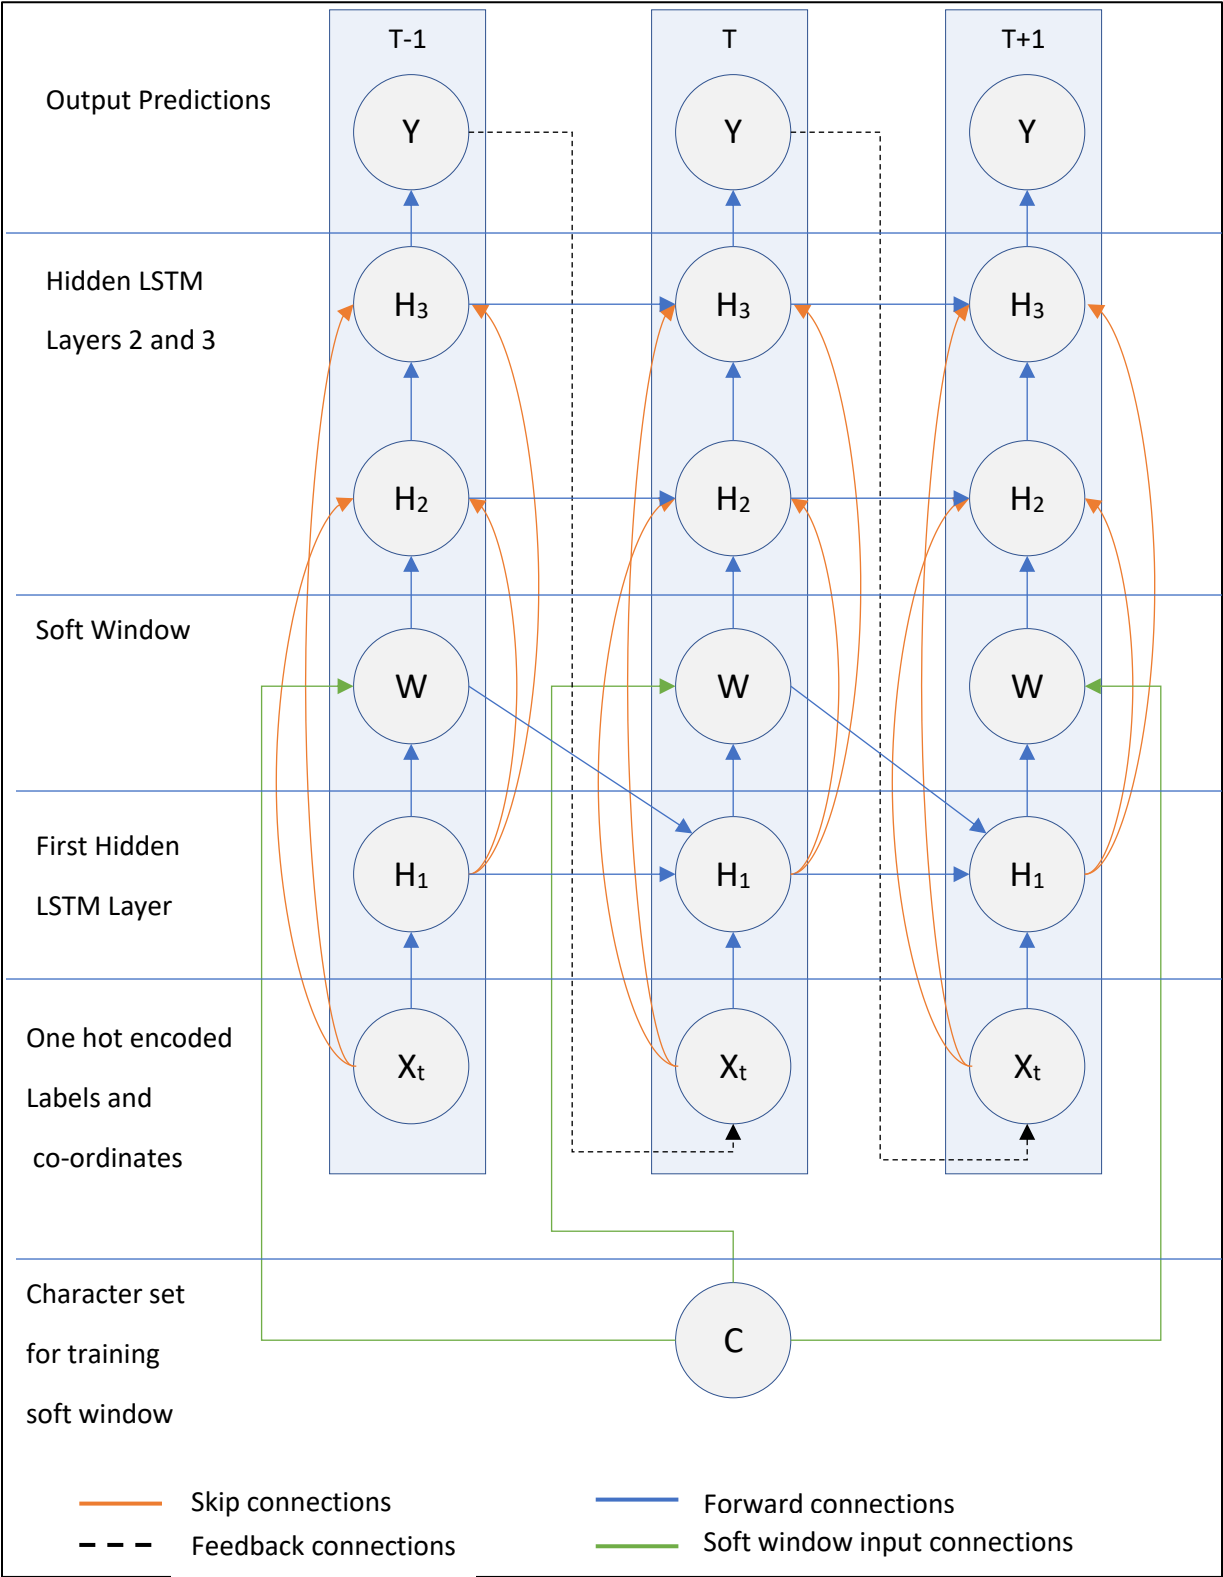 T-1 T T+1
Output Predictions
Y Y Y
Hidden LSTM
Layers 2 and 3
H₃ H₃ H₃
H₂ H₂ H₂
Soft Window
W W W
First Hidden
LSTM Layer
H₁ H₁ H₁
One hot encoded
Labels and
co-ordinates
Xₜ Xₜ Xₜ
Character set
for training
soft window
C
Skip connections
Forward connections
Feedback connections
Soft window input connections